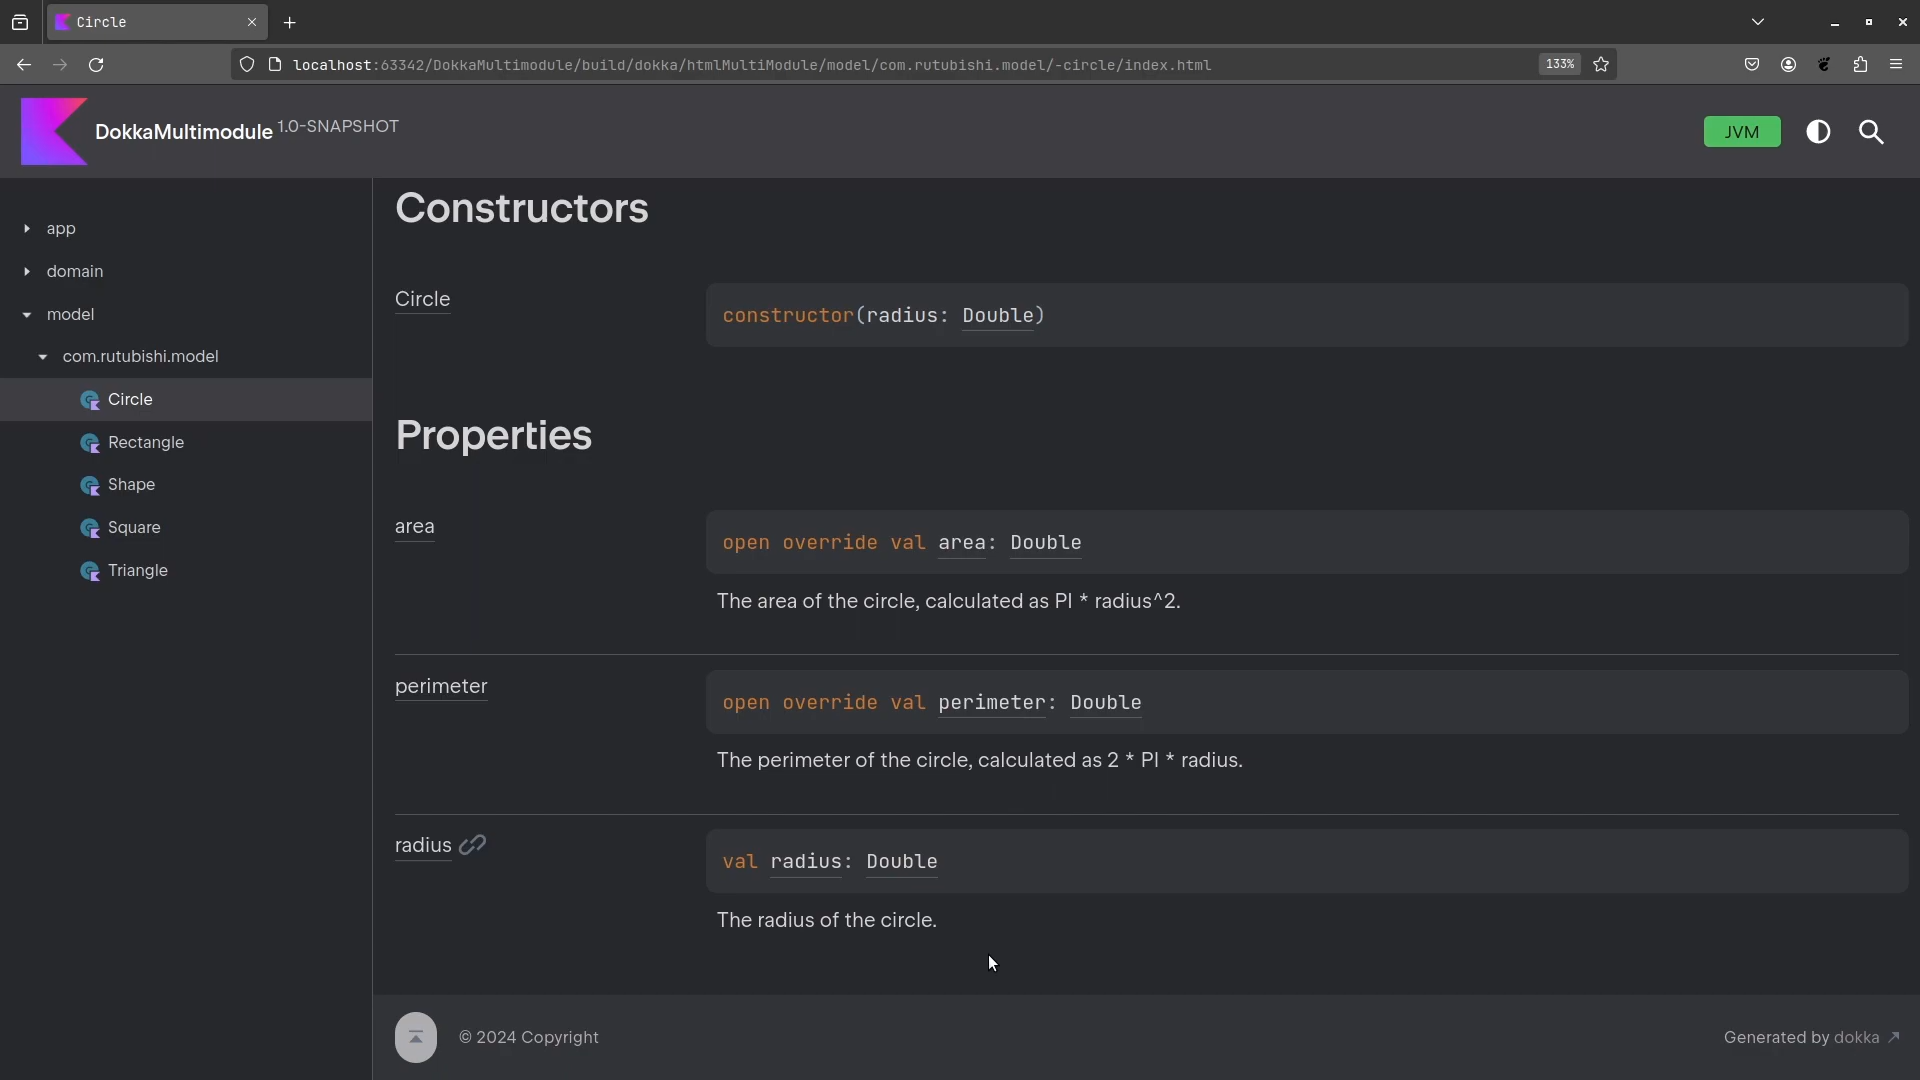 Circle
localhost:63342/DokkaMultimodule/build/dokka/htmlMultiModule/model/com.rutubishi.model/-circle/index.html
133%
DokkaMultimodule 1.0-SNAPSHOT
JVM
app
domain
model
com.rutubishi.model
Circle
Rectangle
Shape
Square
Triangle
Constructors
Circle
constructor(radius: Double)
Properties
area
open override val area: Double
The area of the circle, calculated as PI * radius^2.
perimeter
open override val perimeter: Double
The perimeter of the circle, calculated as 2 * PI * radius.
radius
val radius: Double
The radius of the circle.
© 2024 Copyright
Generated by dokka